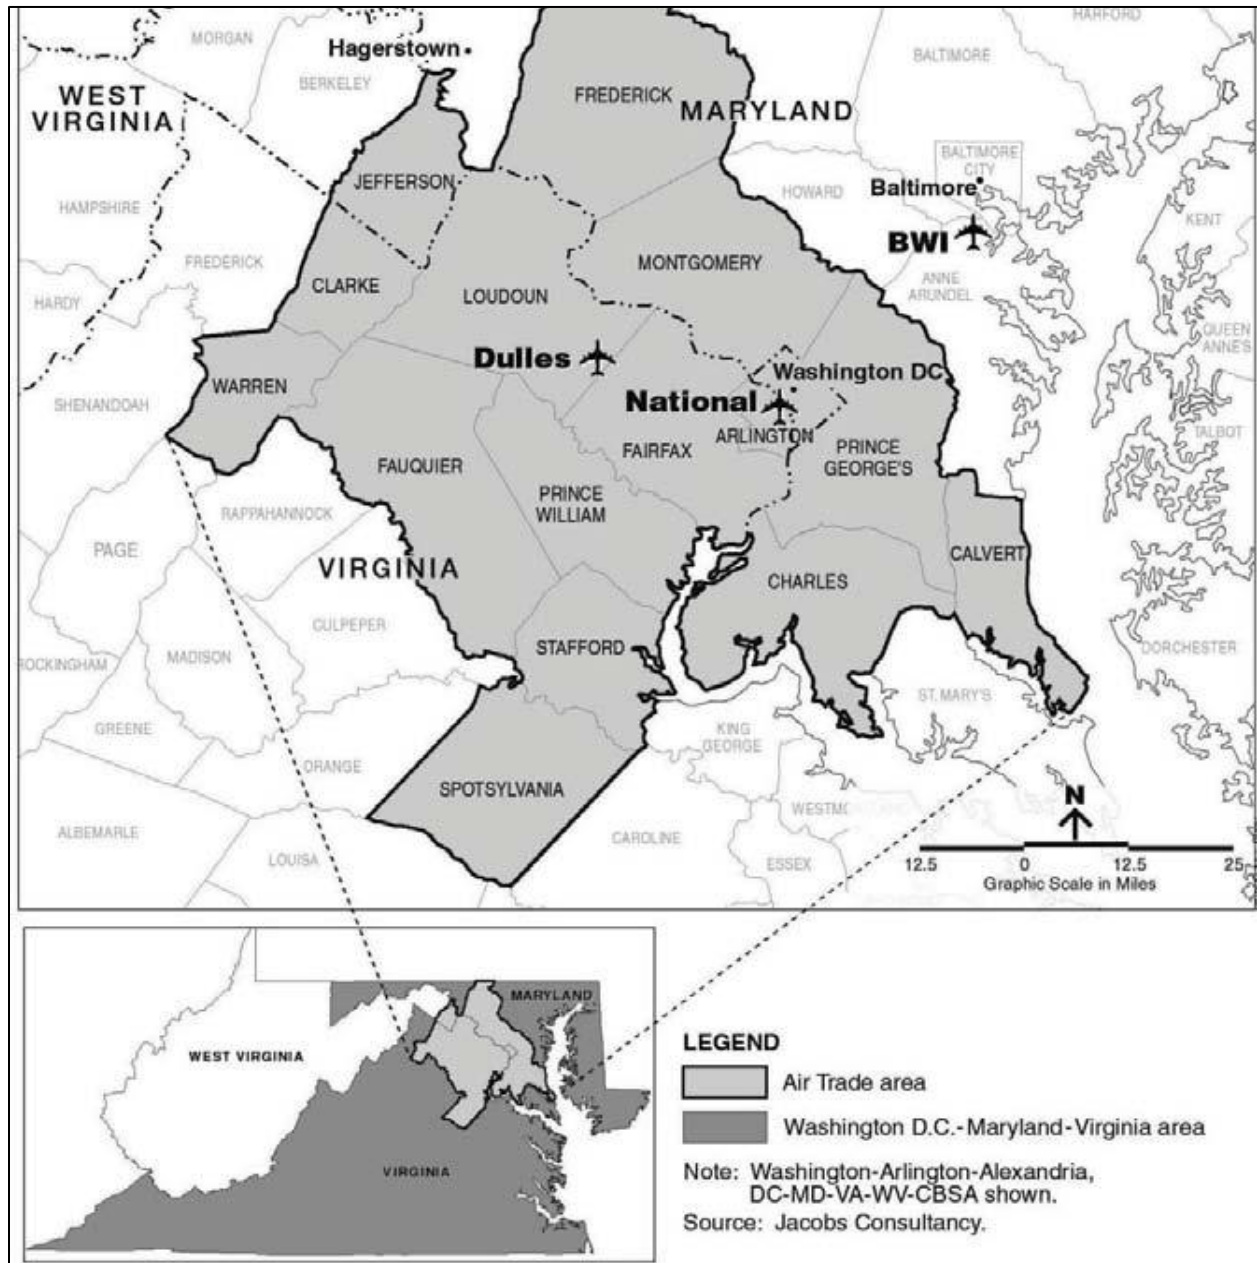 HARFORD
MORGAN
Hagerstown
BALTIMORE
BERKELEY
WEST
VIRGINIA
FREDERICK
MARYLAND
BALTIMORE
CITY
JEFFERSON
HOWARD
Baltimore
HAMPSHIRE
KENT
BWI
FREDERICK
MONTGOMERY
CLARKE
ANNE
ARUNDEL
LOUDOUN
HARDY
QUEEN
ANNE'S
Dulles
Washington DC
WARREN
National
SHENANDOAH
ARLINGTON
TALBOT
FAIRFAX
PRINCE
GEORGE'S
FAUQUIER
PRINCE
WILLIAM
RAPPAHANNOCK
PAGE
CALVERT
VIRGINIA
CHARLES
CULPEPER
STAFFORD
DORCHESTER
ROCKINGHAM
MADISON
ST. MARY'S
GREENE
KING
GEORGE
ORANGE
SPOTSYLVANIA
N
ALBEMARLE
CAROLINE
LOUISA
ESSEX
12.5 0 12.5 25
Graphic Scale in Miles
MARYLAND
WEST VIRGINIA
VIRGINIA
LEGEND
Air Trade area
Washington D.C.-Maryland-Virginia area
Note: Washington-Arlington-Alexandria,
DC-MD-VA-WV-CBSA shown.
Source: Jacobs Consultancy.